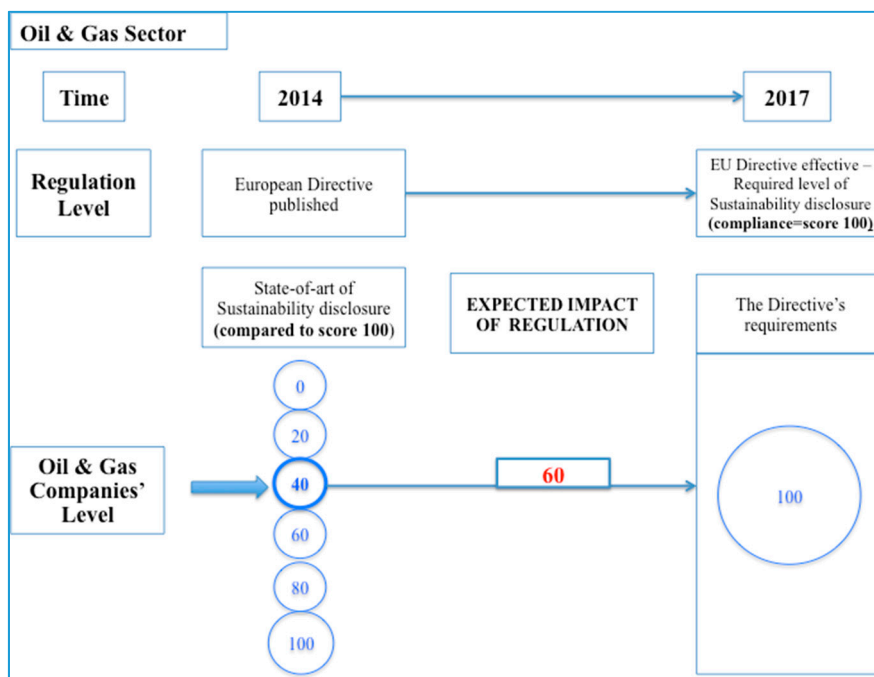 Oil & Gas Sector
Time
2014
2017
Regulation
Level
European Directive
published
EU Directive effective –
Required level of
Sustainability disclosure
(compliance=score 100)
State-of-art of
Sustainability disclosure
(compared to score 100)
EXPECTED IMPACT
OF REGULATION
The Directive's
requirements
Oil & Gas
Companies'
Level
0
20
40
60
80
100
60
100